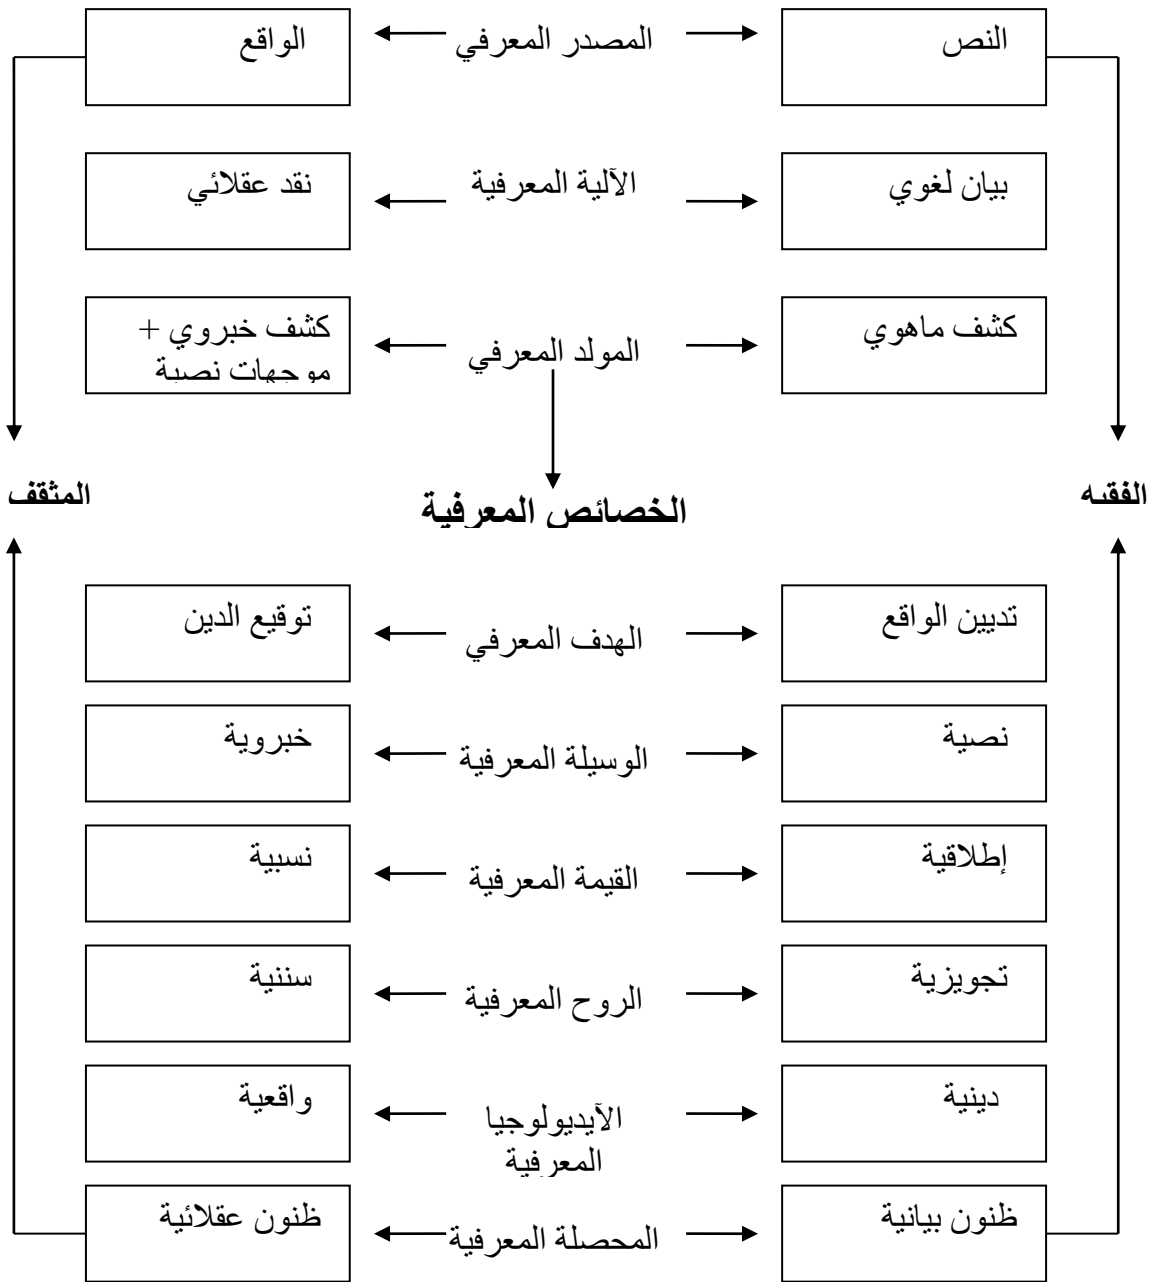 النص
المصدر المعرفي
الواقع
بيان لغوي
الآلية المعرفية
نقد عقلائي
كشف ماهوي
المولد المعرفي
كشف خبروي +
موجهات نصية
الفقيه
الخصائص المعرفية
المثقف
تديين الواقع
الهدف المعرفي
توقيع الدين
نصية
الوسيلة المعرفية
خبروية
إطلاقية
القيمة المعرفية
نسبية
تجويزية
الروح المعرفية
سننية
دينية
الآيديولوجيا
المعرفية
واقعية
ظنون بيانية
المحصلة المعرفية
ظنون عقلائية